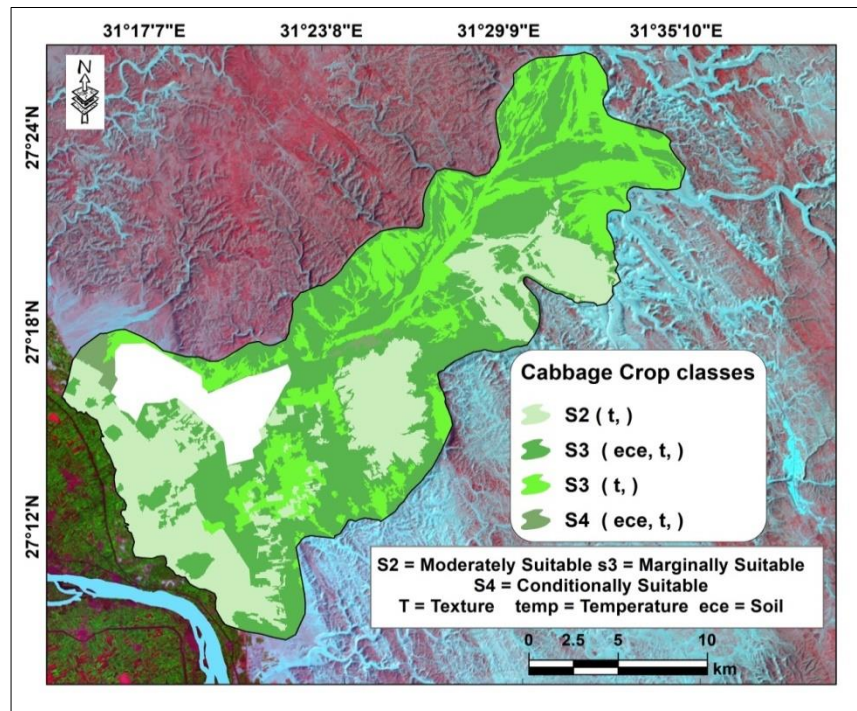 31°17'7"E 31°23'8"E 31°29'9"E 31°35'10"E
N
27°24'N
27°18'N
27°12'N
Cabbage Crop classes
S2 ( t, )
S3 ( ece, t, )
S3 ( t, )
S4 ( ece, t, )
S2 = Moderately Suitable s3 = Marginally Suitable
S4 = Conditionally Suitable
T = Texture temp = Temperature ece = Soil
0 2.5 5 10
km